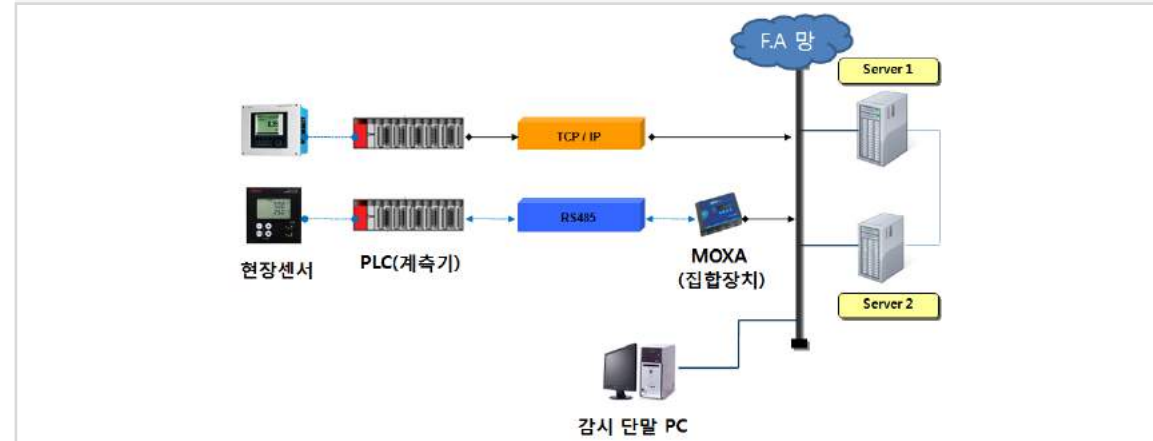 F.A 망
Server 1
TCP / IP
RS485
현장센서
PLC(계측기)
MOXA
(집합장치)
Server 2
감시 단말 PC